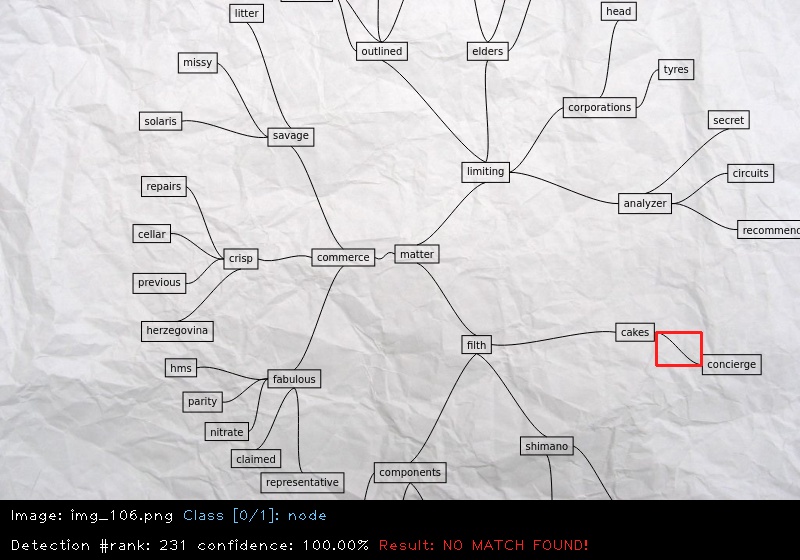 litter
head
outlined
elders
missy
tyres
corporations
solaris
secret
savage
limiting
circuits
repairs
analyzer
cellar
recommend
crisp
commerce
matter
previous
herzegovina
cakes
filth
concierge
hms
fabulous
parity
nitrate
shimano
claimed
components
representative
Image: img_106.png Class [0/1]: node
Detection #rank: 231 confidence: 100.00% Result: NO MATCH FOUND!